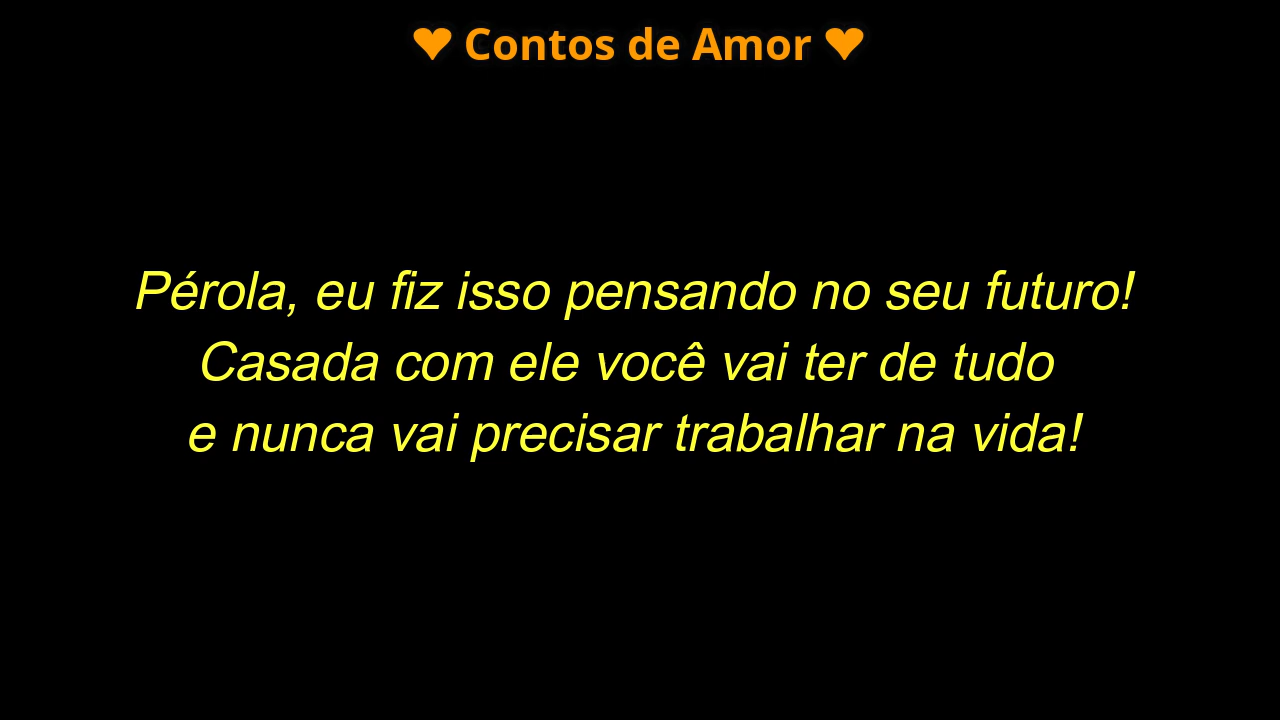 ❤ Contos de Amor ❤
Pérola, eu fiz isso pensando no seu futuro!
Casada com ele você vai ter de tudo
e nunca vai precisar trabalhar na vida!